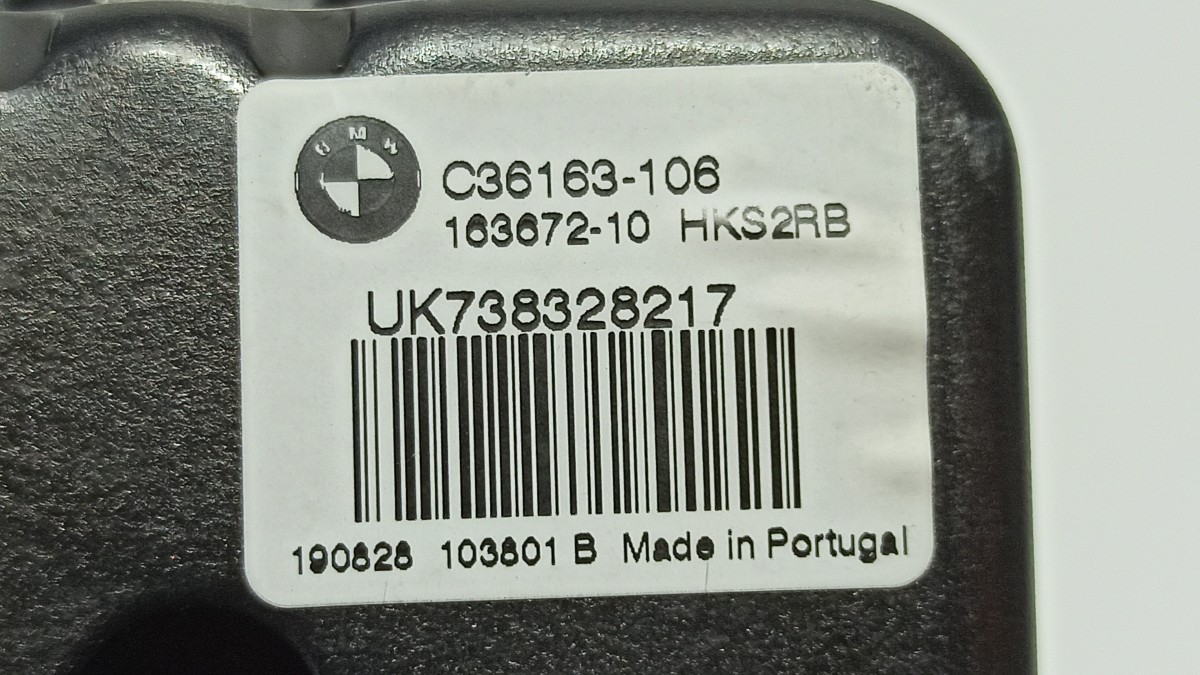 BMW
C36163-106
163672-10 HKS2RB
UK738328217
190828 103801 B Made in Portugal